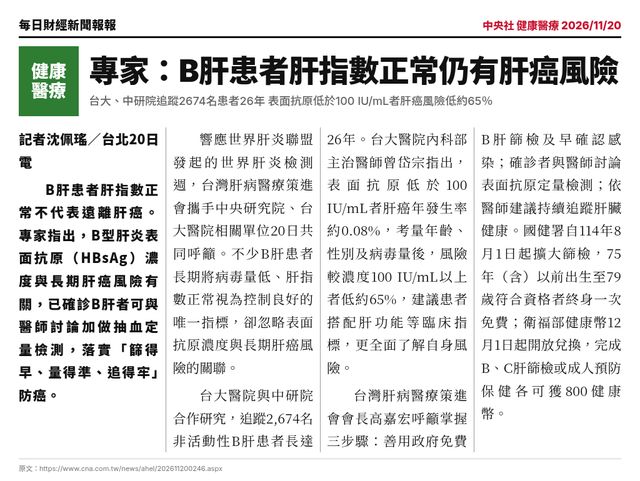 每日財經新聞報報
中央社 健康醫療 2026/11/20
健康
醫療
專家：B肝患者肝指數正常仍有肝癌風險
台大、中研院追蹤2674名患者26年 表面抗原低於100 IU/mL者肝癌風險低約65%
記者沈佩瑤／台北20日
電
B肝患者肝指數正
常不代表遠離肝癌。
專家指出，B型肝炎表
面抗原（HBsAg）濃
度與長期肝癌風險有
關，已確診B肝者可與
醫師討論加做抽血定
量檢測，落實「篩得
早、量得準、追得牢」
防癌。
響應世界肝炎聯盟
發起的世界肝炎檢測
週，台灣肝病醫療策進
會攜手中央研究院、台
大醫院相關單位20日共
同呼籲。不少B肝患者
長期將病毒量低、肝指
數正常視為控制良好的
唯一指標，卻忽略表面
抗原濃度與長期肝癌風
險的關聯。
台大醫院與中研院
合作研究，追蹤2,674名
非活動性B肝患者長達
26年。台大醫院內科部
主治醫師曾岱宗指出，
表面抗原低於100
IU/mL者肝癌年發生率
約0.08%，考量年齡、
性別及病毒量後，風險
較濃度100 IU/mL以上
者低約65%，建議患者
搭配肝功能等臨床指
標，更全面了解自身風
險。
台灣肝病醫療策進
會會長高嘉宏呼籲掌握
三步驟：善用政府免費
B肝篩檢及早確認感
染；確診者與醫師討論
表面抗原定量檢測；依
醫師建議持續追蹤肝臟
健康。國健署自114年8
月1日起擴大篩檢，75
年（含）以前出生至79
歲符合資格者終身一次
免費；衛福部健康幣12
月1日起開放兌換，完成
B、C肝篩檢或成人預防
保健各可獲800健康
幣。
原文：https://www.cna.com.tw/news/ahel/202611200246.aspx